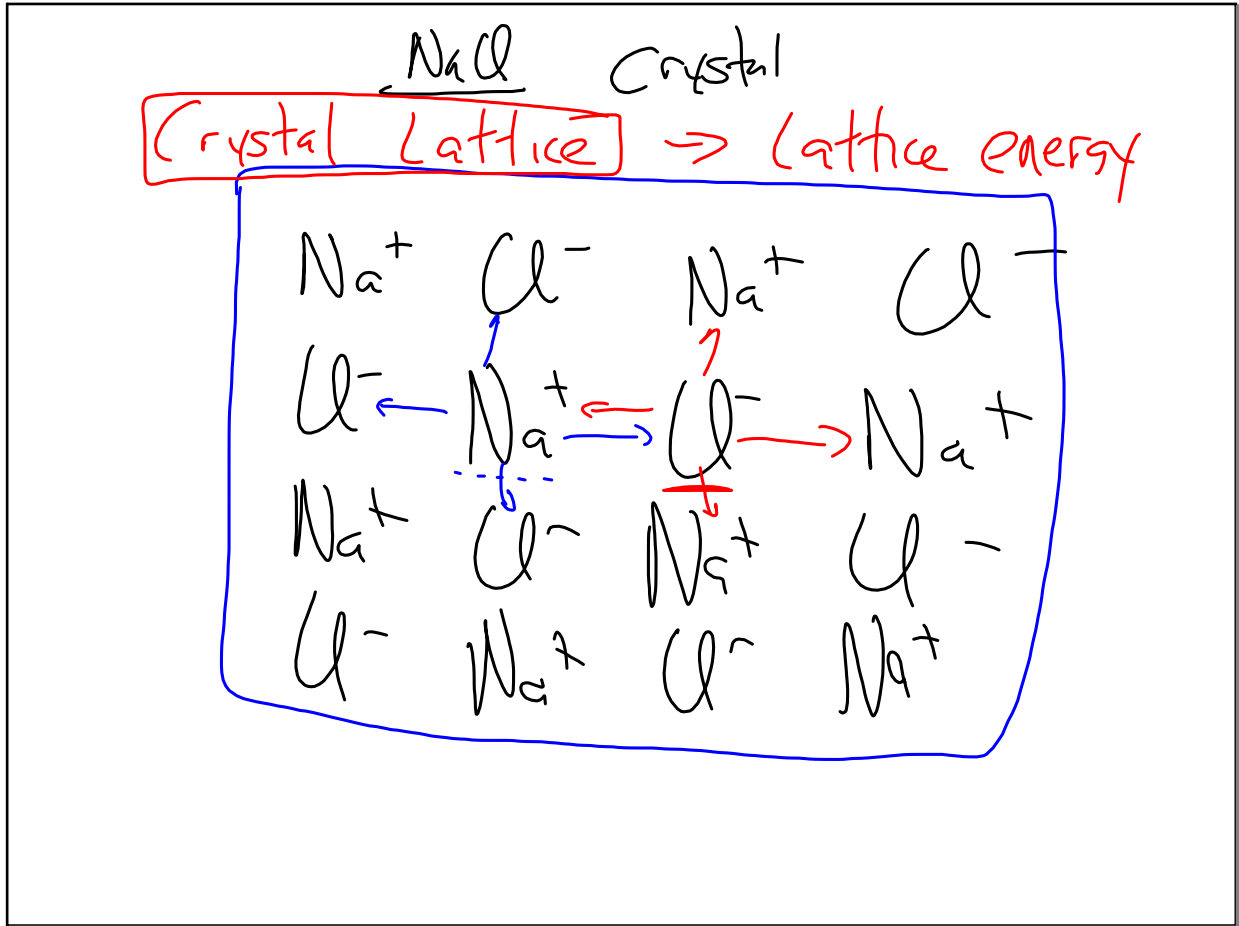 NaCl Crystal
Crystal Lattice → Lattice energy
Na+ Cl- Na+ Cl-
Cl- Na+ Cl- Na+
Na+ Cl- Na+ Cl-
Cl- Na+ Cl- Na+